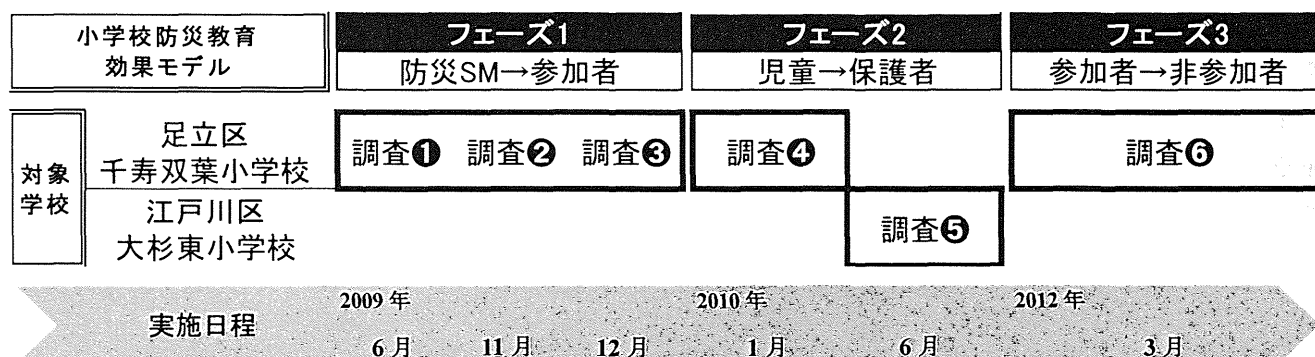 小学校防災教育
効果モデル
フェーズ1
フェーズ2
フェーズ3
防災SM→参加者
児童→保護者
参加者→非参加者
対象
学校
足立区
千寿双葉小学校
調査❶ 調査❷ 調査❸
調査❹
調査❻
江戸川区
大杉東小学校
調査❺
実施日程
2009年
2010年
2012年
6月 11月 12月 1月 6月 3月